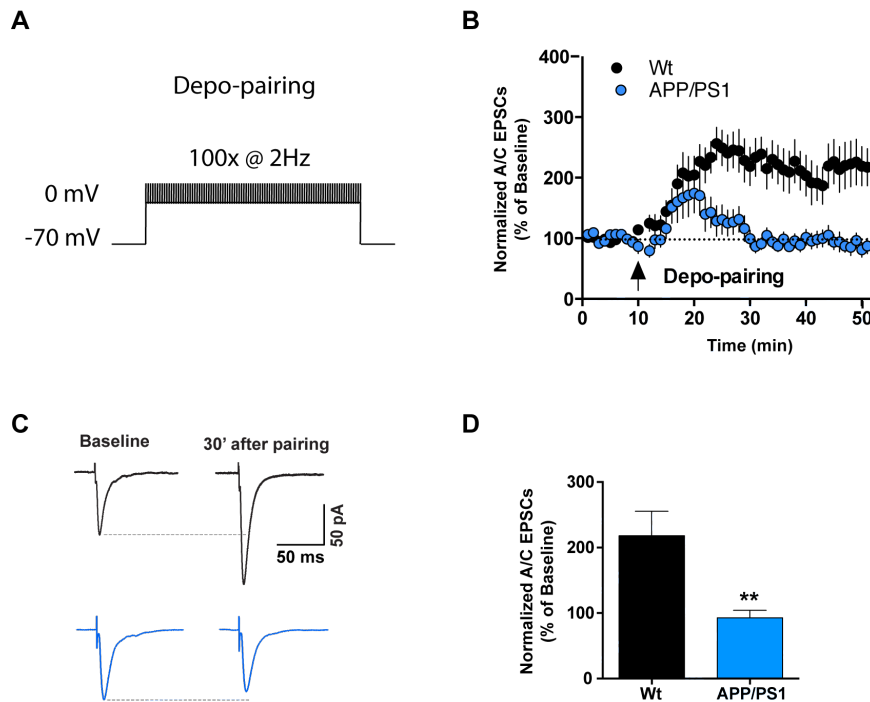 A
Depo-pairing
100x @ 2Hz
0 mV
-70 mV
B
Normalized A/C EPSCs
(% of Baseline)
400
300
200
100
0
Wt
APP/PS1
Depo-pairing
0
10
20
30
40
50
Time (min)
C
Baseline
30’ after pairing
50 pA
50 ms
D
Normalized A/C EPSCs
(% of Baseline)
300
200
100
0
**
Wt
APP/PS1